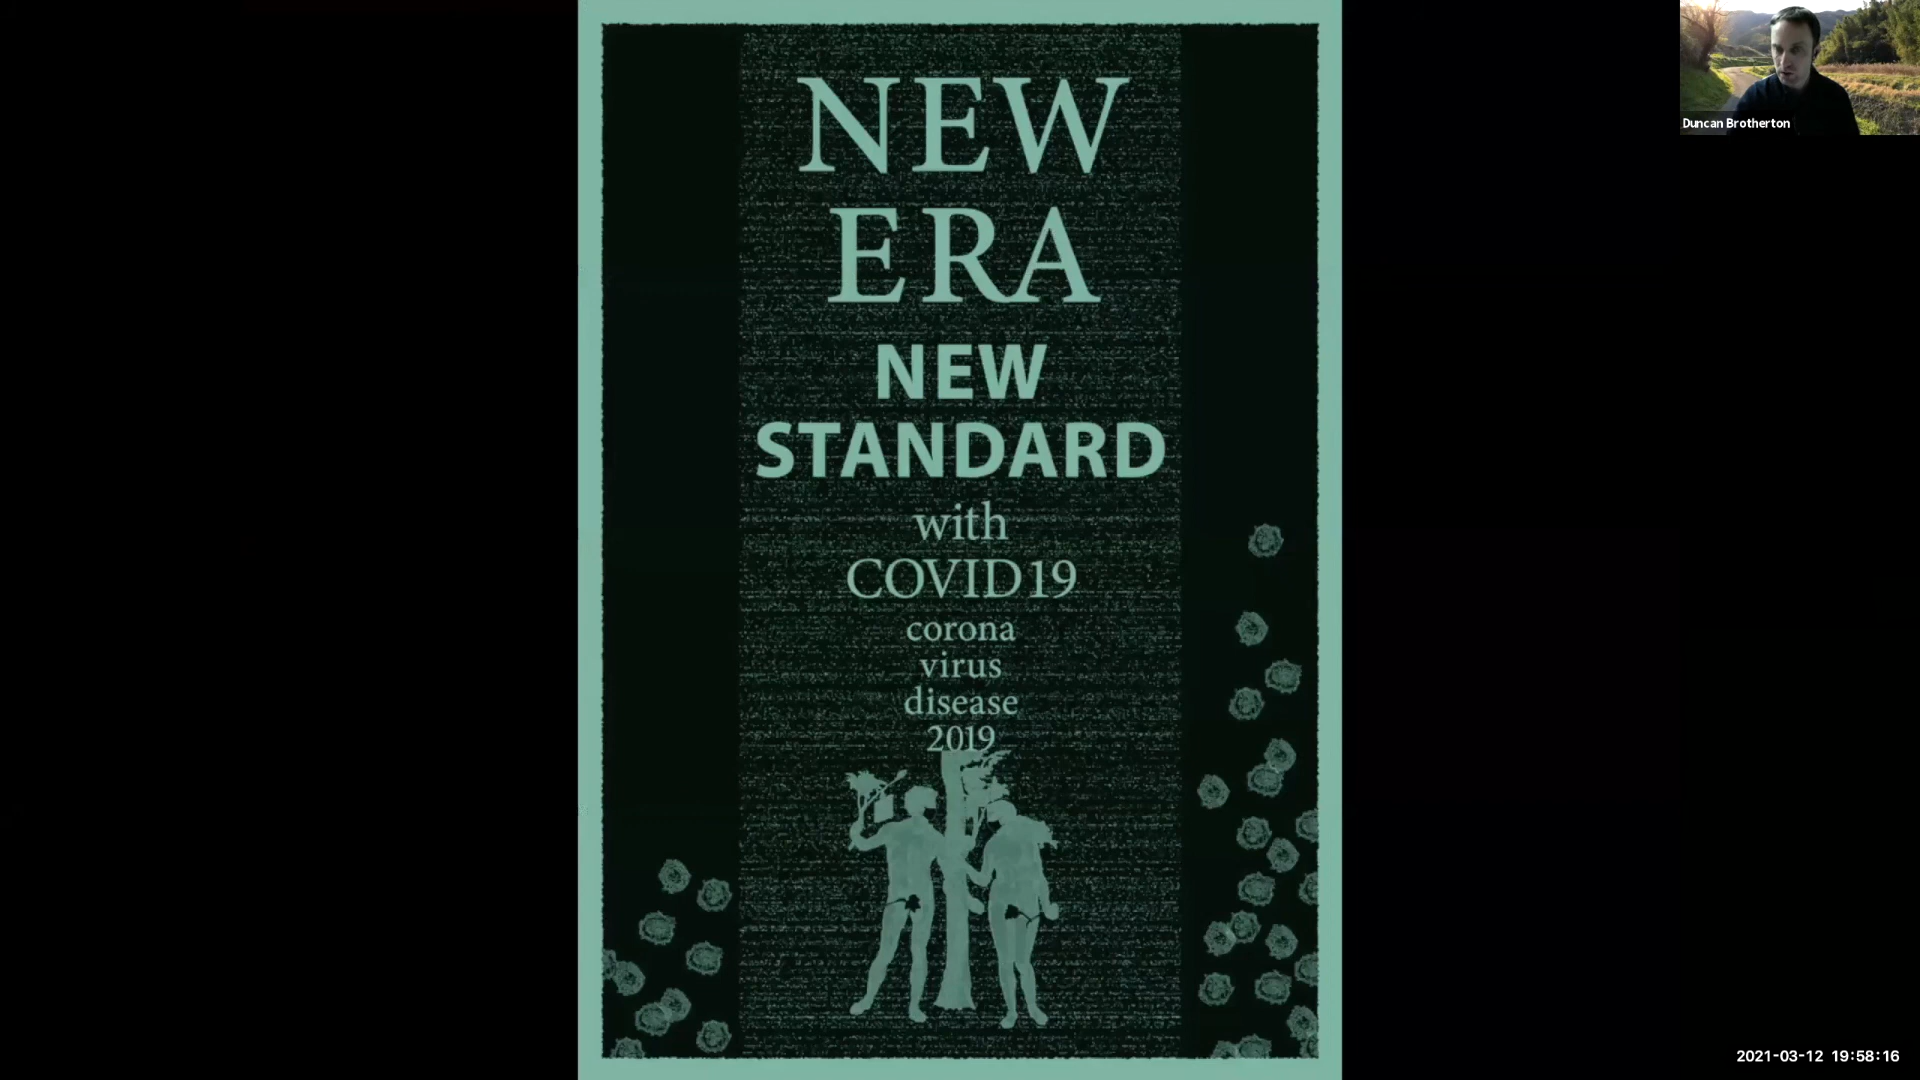 NEW
ERA
NEW
STANDARD
with
COVID19
corona
virus
disease
2019
Duncan Brotherton
2021-03-12 19:58:16